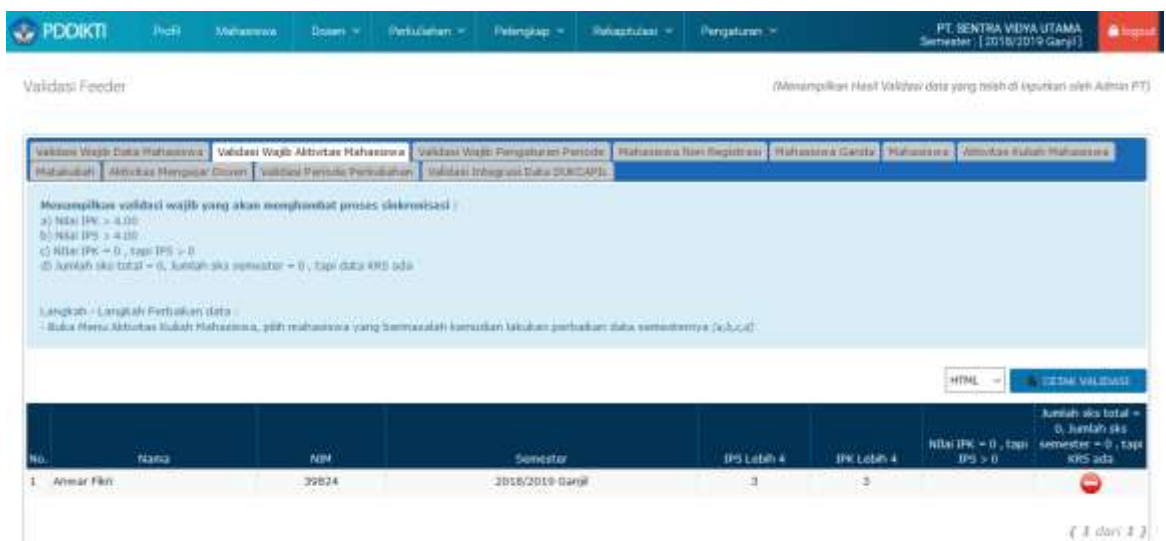 PDDIKTI
Profil Mahasiswa Dosen Perkuliahan Pelengkap Rekapitulasi Pengaturan
PT. SENTRA VIDYA UTAMA
Semester : [ 2018/2019 Ganjil ]
logout
Validasi Feeder
(Menampilkan Hasil Validasi data yang telah di inputkan oleh Admin PT)
Validasi Wajib Data Mahasiswa Validasi Wajib Aktivitas Mahasiswa Validasi Wajib Pengaturan Periode Mahasiswa Non Registrasi Mahasiswa Ganda Mahasiswa Aktivitas Kuliah Mahasiswa
Matakuliah Aktivitas Mengajar Dosen Validasi Periode Perkuliahan Validasi Integrasi Data DUKCAPIL
Menampilkan validasi wajib yang akan menghambat proses sinkronisasi :
a) Nilai IPK > 4.00
b) Nilai IPS > 4.00
c) Nilai IPK = 0 , tapi IPS > 0
d) Jumlah sks total = 0, Jumlah sks semester = 0 , tapi data KRS ada
Langkah - Langkah Perbaikan data :
- Buka Menu Aktivitas Kuliah Mahasiswa, pilih mahasiswa yang bermasalah kemudian lakukan perbaikan data semesternya (a,b,c,d)
HTML CETAK VALIDASI
No. Nama NIM Semester IPS Lebih 4 IPK Lebih 4 Nilai IPK = 0 , tapi IPS > 0 Jumlah sks total = 0, Jumlah sks semester = 0 , tapi KRS ada
1 Anwar Fikri 39824 2018/2019 Ganjil 3 3
( 1 dari 1 )